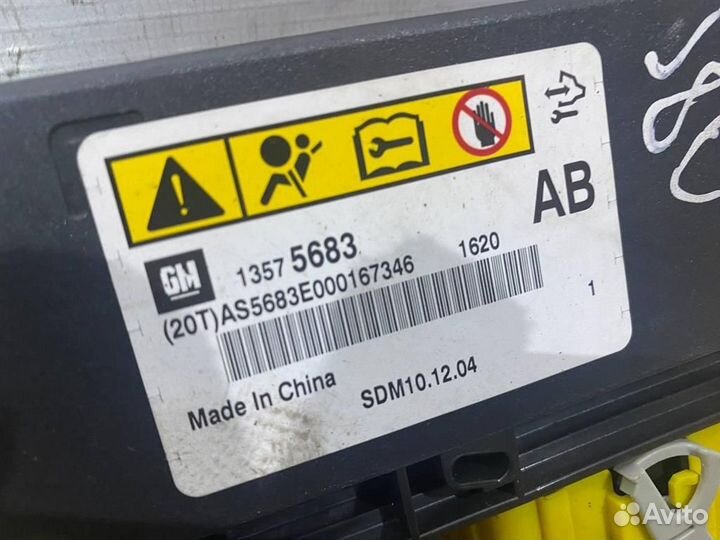 AB
GM 1357 5683 1620
(20T)AS5683E000167346
1
Made In China SDM10.12.04
Avito